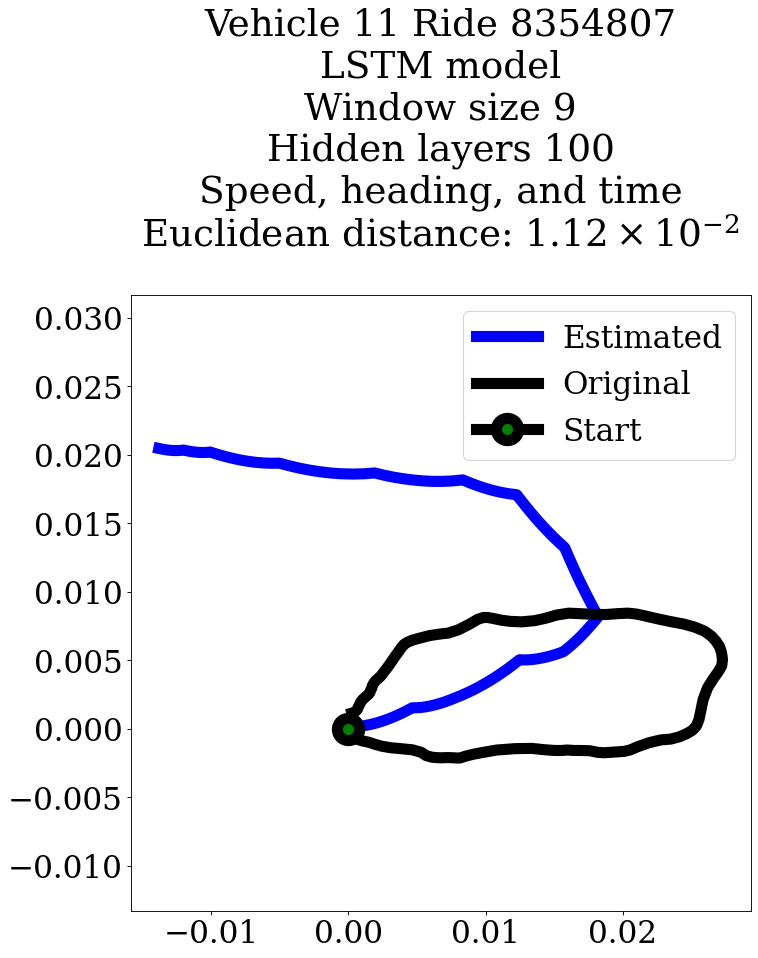 Vehicle 11 Ride 8354807
LSTM model
Window size 9
Hidden layers 100
Speed, heading, and time
Euclidean distance: 1.12 × 10⁻²
Estimated
Original
Start
0.030
0.025
0.020
0.015
0.010
0.005
0.000
−0.005
−0.010
−0.01 0.00 0.01 0.02